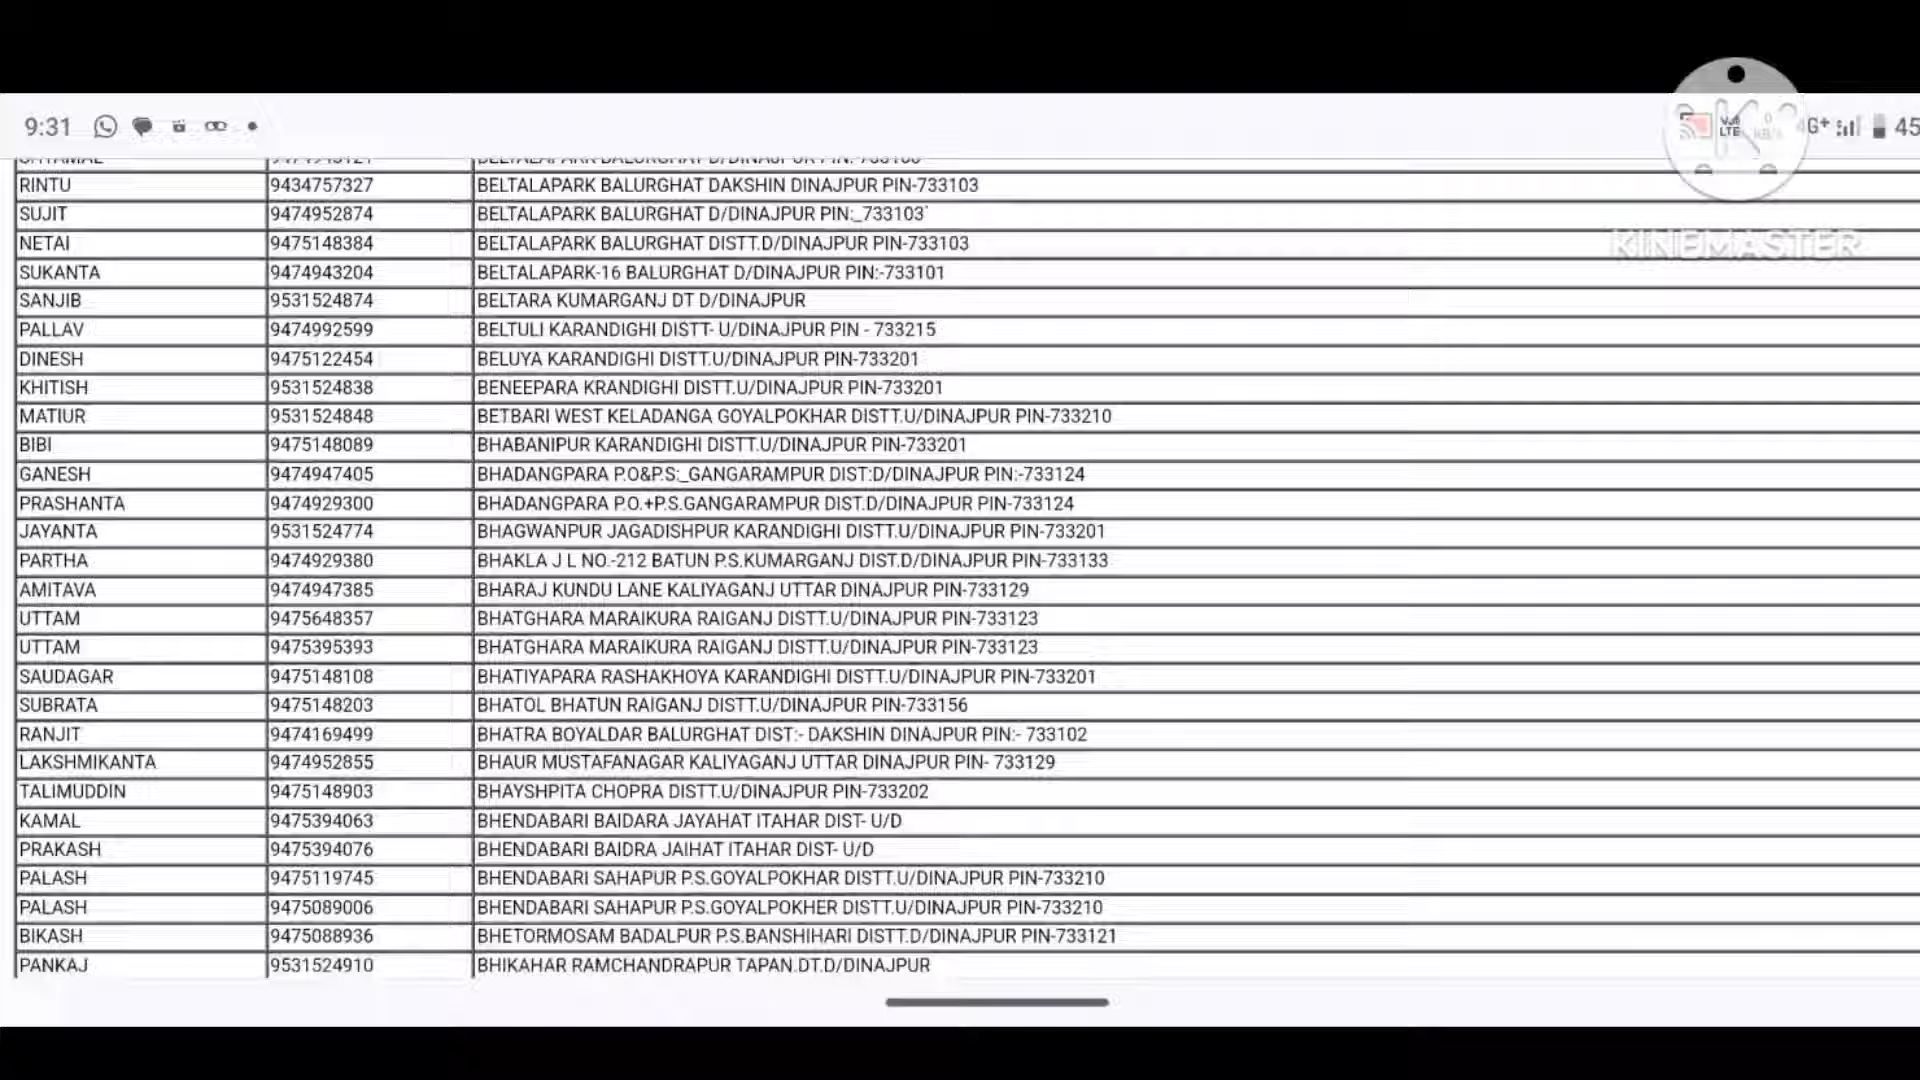 9:31 4G+ 45
RINTU 9434757327 BELTALAPARK BALURGHAT DAKSHIN DINAJPUR PIN-733103
SUJIT 9474952874 BELTALAPARK BALURGHAT D/DINAJPUR PIN:_733103`
NETAI 9475148384 BELTALAPARK BALURGHAT DISTT.D/DINAJPUR PIN-733103
KINEMASTER
SUKANTA 9474943204 BELTALAPARK-16 BALURGHAT D/DINAJPUR PIN:-733101
SANJIB 9531524874 BELTARA KUMARGANJ DT D/DINAJPUR
PALLAV 9474992599 BELTULI KARANDIGHI DISTT- U/DINAJPUR PIN - 733215
DINESH 9475122454 BELUYA KARANDIGHI DISTT.U/DINAJPUR PIN-733201
KHITISH 9531524838 BENEEPARA KRANDIGHI DISTT.U/DINAJPUR PIN-733201
MATIUR 9531524848 BETBARI WEST KELADANGA GOYALPOKHAR DISTT.U/DINAJPUR PIN-733210
BIBI 9475148089 BHABANIPUR KARANDIGHI DISTT.U/DINAJPUR PIN-733201
GANESH 9474947405 BHADANGPARA P.O&P.S:_GANGARAMPUR DIST:D/DINAJPUR PIN:-733124
PRASHANTA 9474929300 BHADANGPARA P.O.+P.S.GANGARAMPUR DIST.D/DINAJPUR PIN-733124
JAYANTA 9531524774 BHAGWANPUR JAGADISHPUR KARANDIGHI DISTT.U/DINAJPUR PIN-733201
PARTHA 9474929380 BHAKLA J L NO.-212 BATUN P.S.KUMARGANJ DIST.D/DINAJPUR PIN-733133
AMITAVA 9474947385 BHARAJ KUNDU LANE KALIYAGANJ UTTAR DINAJPUR PIN-733129
UTTAM 9475648357 BHATGHARA MARAIKURA RAIGANJ DISTT.U/DINAJPUR PIN-733123
UTTAM 9475395393 BHATGHARA MARAIKURA RAIGANJ DISTT.U/DINAJPUR PIN-733123
SAUDAGAR 9475148108 BHATIYAPARA RASHAKHOYA KARANDIGHI DISTT.U/DINAJPUR PIN-733201
SUBRATA 9475148203 BHATOL BHATUN RAIGANJ DISTT.U/DINAJPUR PIN-733156
RANJIT 9474169499 BHATRA BOYALDAR BALURGHAT DIST:- DAKSHIN DINAJPUR PIN:- 733102
LAKSHMIKANTA 9474952855 BHAUR MUSTAFANAGAR KALIYAGANJ UTTAR DINAJPUR PIN- 733129
TALIMUDDIN 9475148903 BHAYSHPITA CHOPRA DISTT.U/DINAJPUR PIN-733202
KAMAL 9475394063 BHENDABARI BAIDARA JAYAHAT ITAHAR DIST- U/D
PRAKASH 9475394076 BHENDABARI BAIDRA JAIHAT ITAHAR DIST- U/D
PALASH 9475119745 BHENDABARI SAHAPUR P.S.GOYALPOKHAR DISTT.U/DINAJPUR PIN-733210
PALASH 9475089006 BHENDABARI SAHAPUR P.S.GOYALPOKHER DISTT.U/DINAJPUR PIN-733210
BIKASH 9475088936 BHETORMOSAM BADALPUR P.S.BANSHIHARI DISTT.D/DINAJPUR PIN-733121
PANKAJ 9531524910 BHIKAHAR RAMCHANDRAPUR TAPAN.DT.D/DINAJPUR